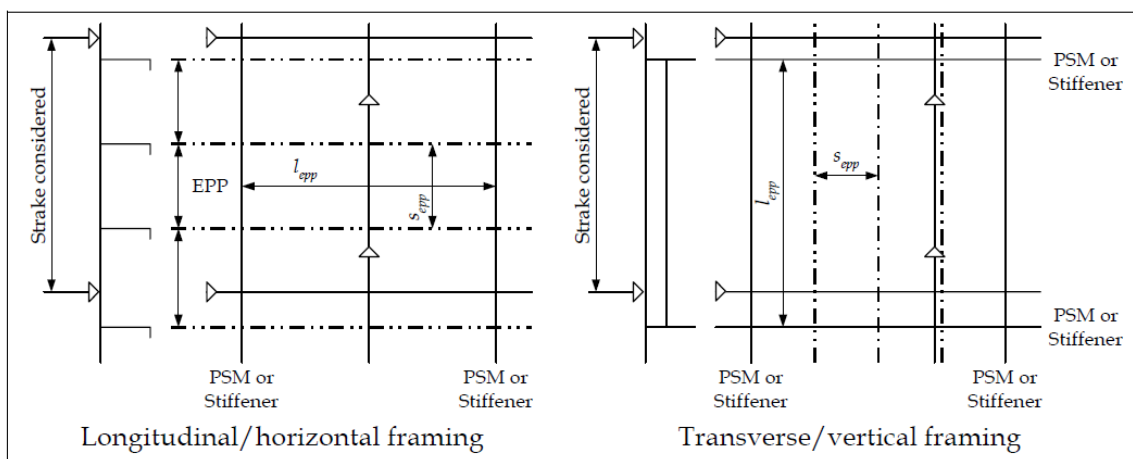 Strake considered
EPP
l_epp
s_epp
PSM or
Stiffener
PSM or
Stiffener
Longitudinal/horizontal framing
Strake considered
l_epp
s_epp
PSM or
Stiffener
PSM or
Stiffener
PSM or
Stiffener
PSM or
Stiffener
Transverse/vertical framing